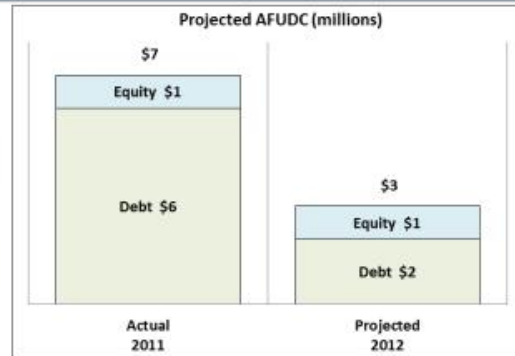 Projected AFUDC (millions)
$7
Equity $1
Debt $6
$3
Equity $1
Debt $2
Actual
2011
Projected
2012